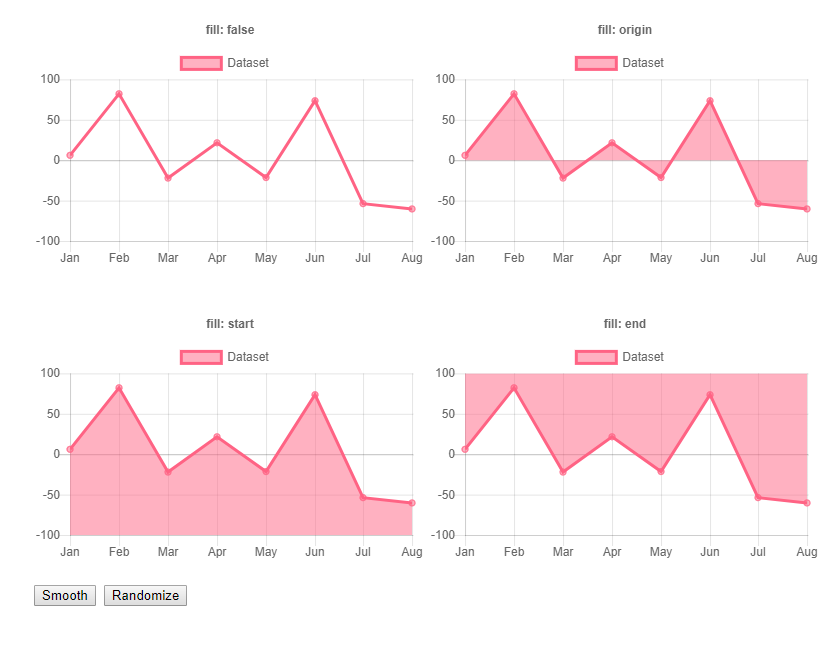 fill: false
Dataset
100
50
0
-50
-100
Jan Feb Mar Apr May Jun Jul Aug
fill: origin
Dataset
100
50
0
-50
-100
Jan Feb Mar Apr May Jun Jul Aug
fill: start
Dataset
100
50
0
-50
-100
Jan Feb Mar Apr May Jun Jul Aug
fill: end
Dataset
100
50
0
-50
-100
Jan Feb Mar Apr May Jun Jul Aug
Smooth Randomize